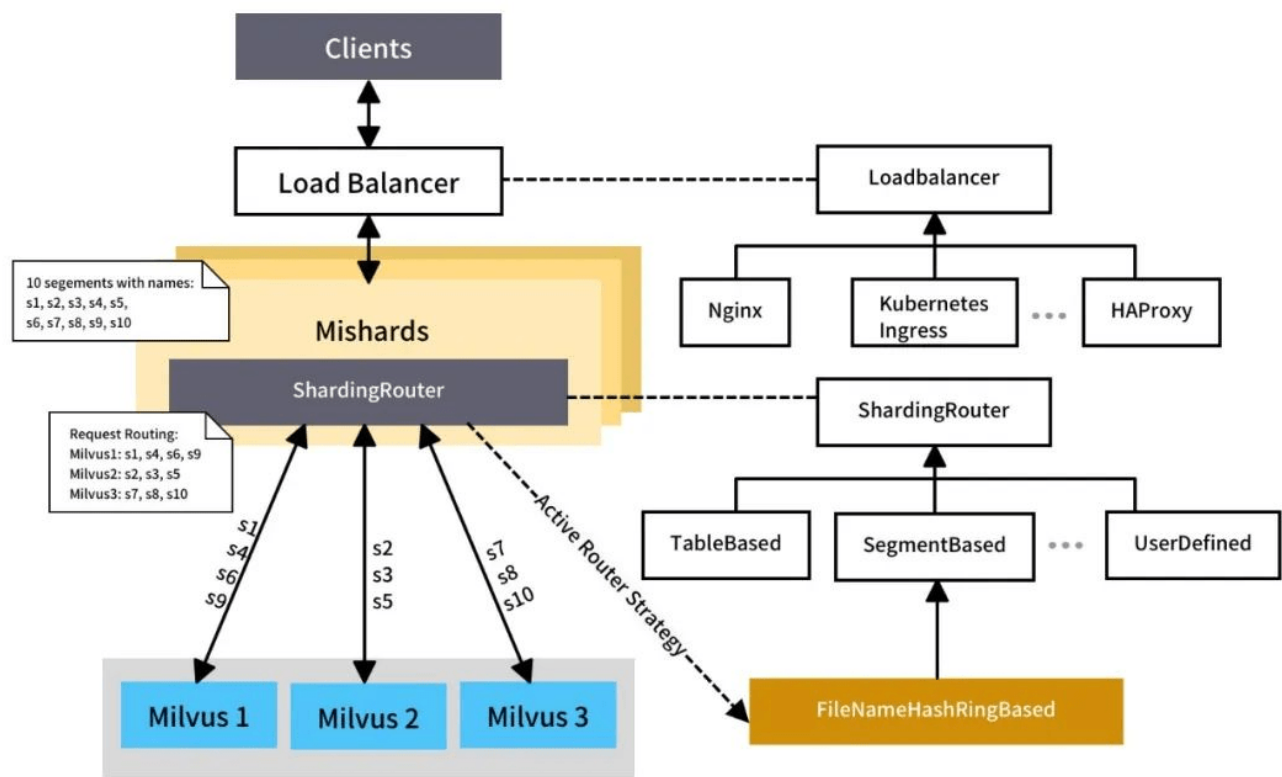 Clients
Load Balancer
Loadbalancer
10 segements with names:
s1, s2, s3, s4, s5,
s6, s7, s8, s9, s10
Nginx
Kubernetes
Ingress
HAProxy
Mishards
ShardingRouter
ShardingRouter
Request Routing:
Milvus1: s1, s4, s6, s9
Milvus2: s2, s3, s5
Milvus3: s7, s8, s10
s1
s4
s6
s9
s2
s3
s5
s7
s8
s10
Active Router Strategy
TableBased
SegmentBased
UserDefined
Milvus 1
Milvus 2
Milvus 3
FileNameHashRingBased